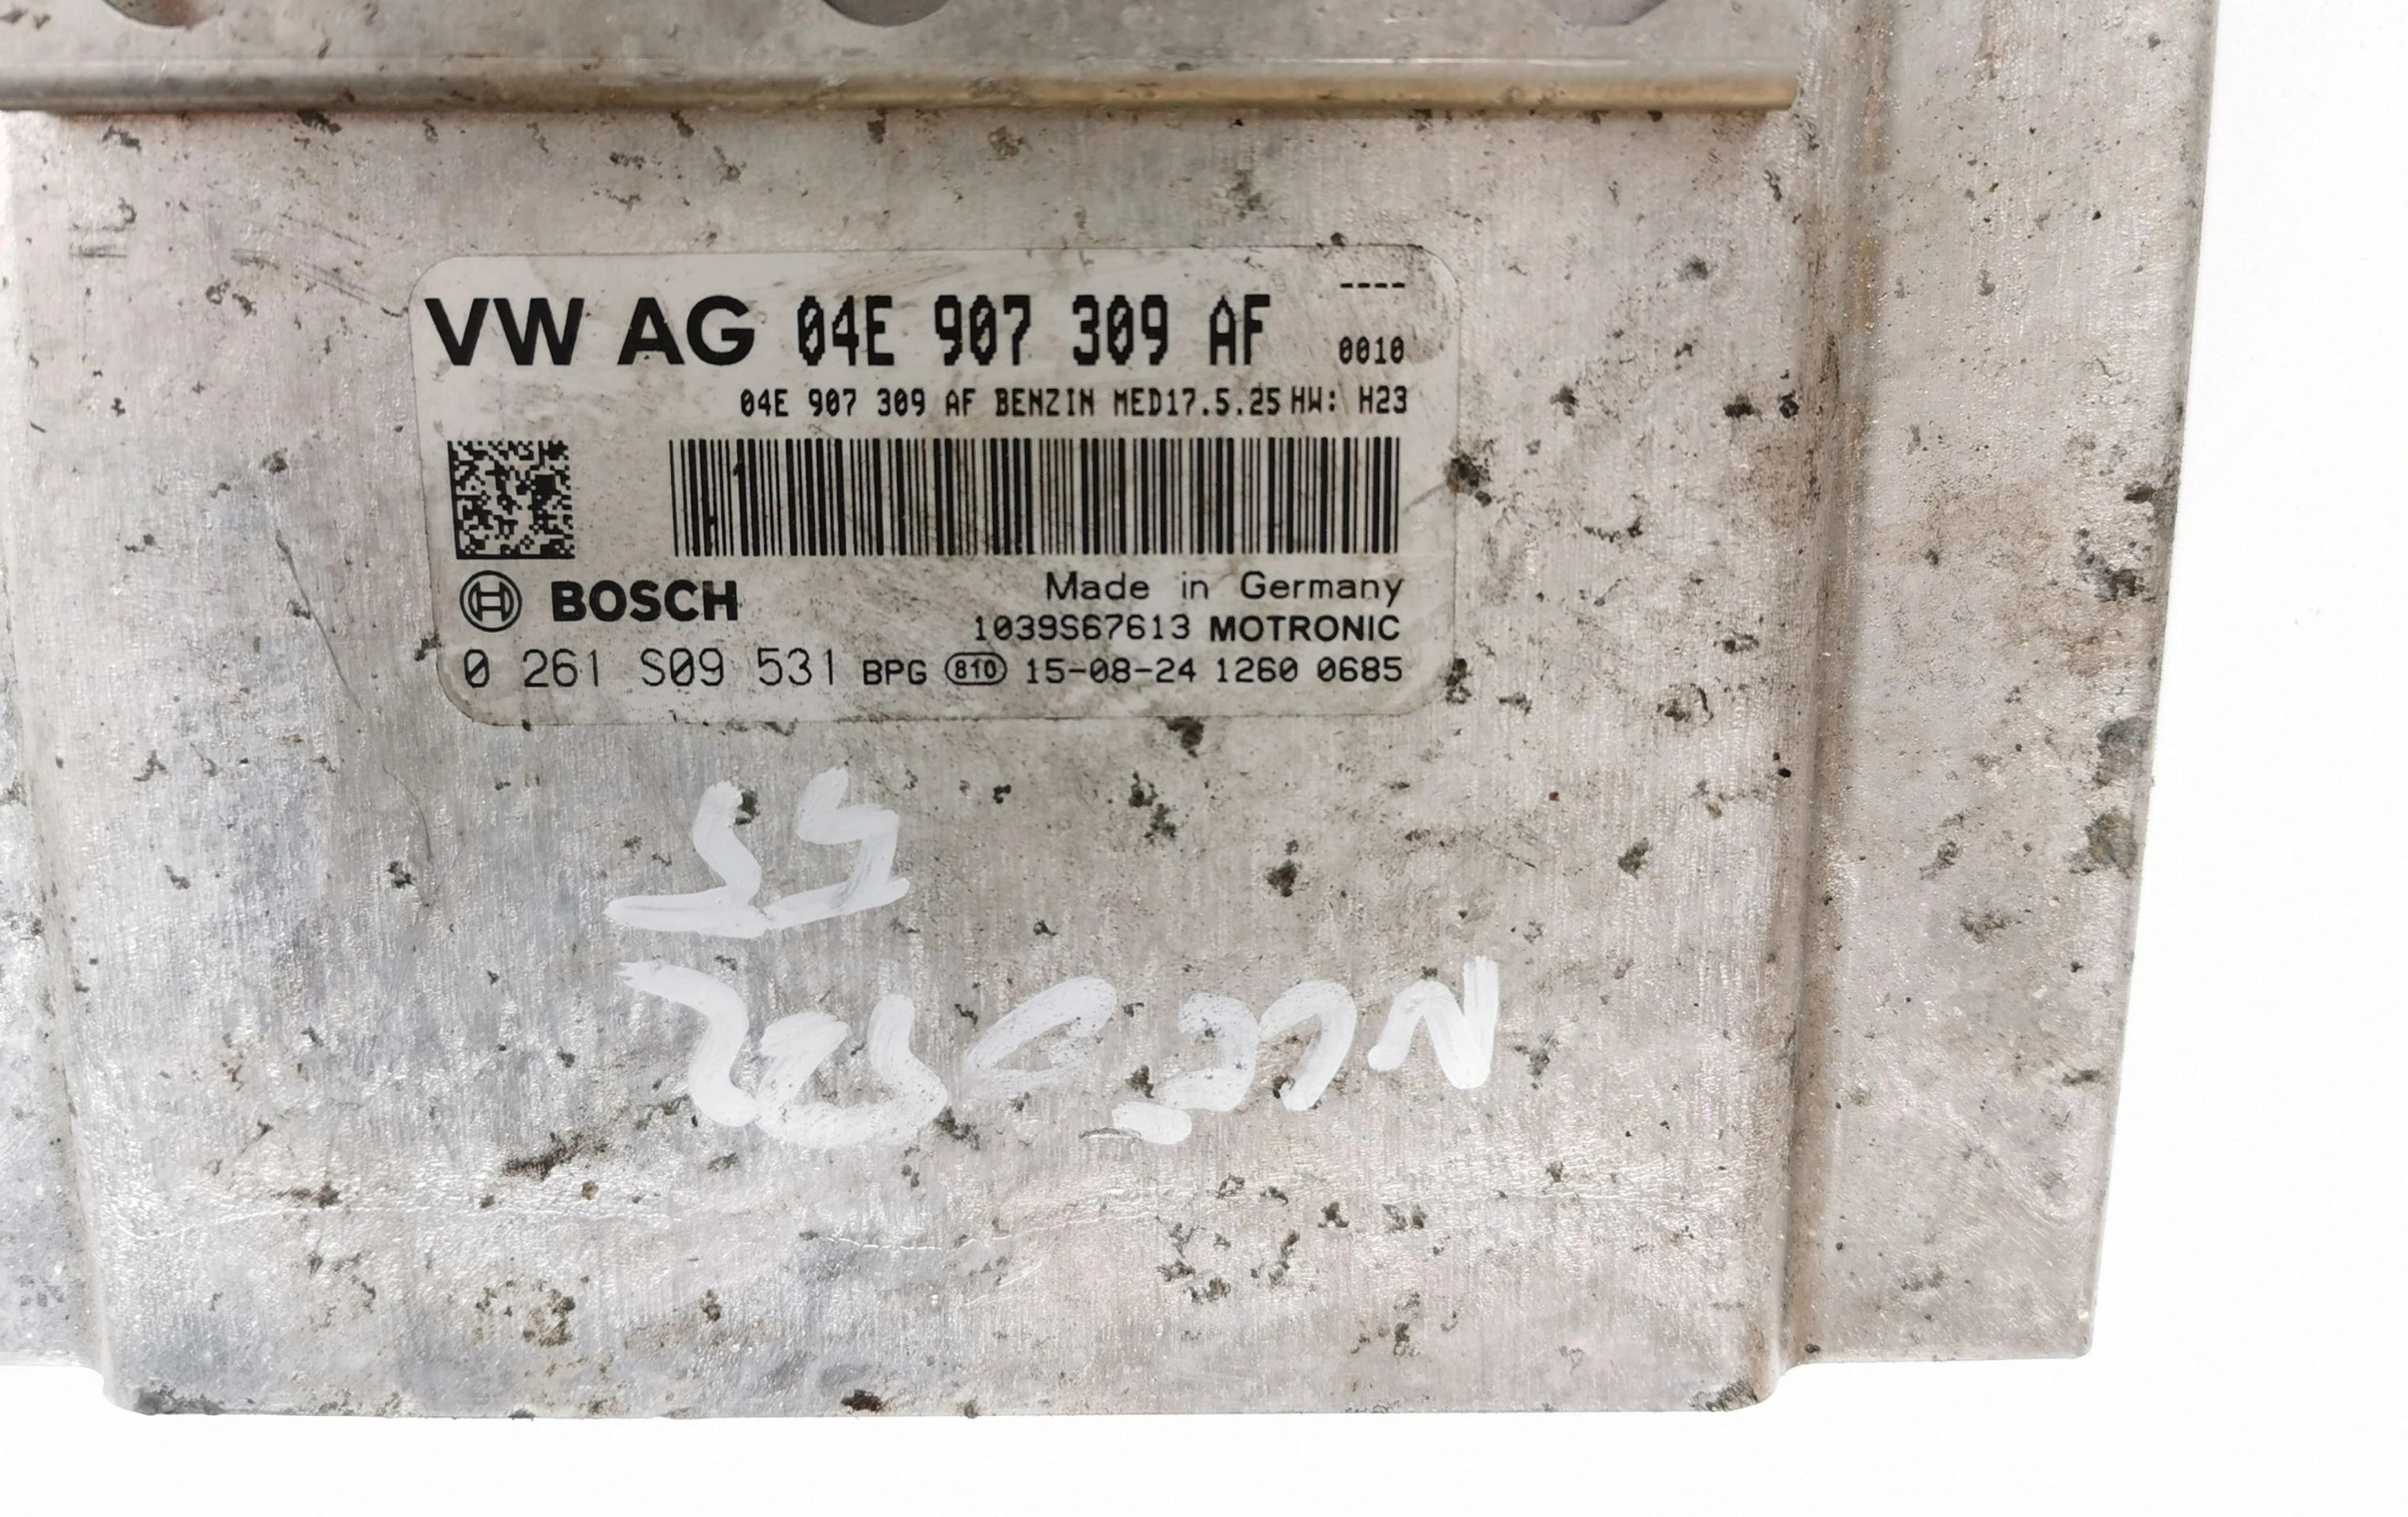 VW AG 04E 907 309 AF ----
0010
04E 907 309 AF BENZIN MED17.5.25 HW: H23
BOSCH
Made in Germany
1039S67613 MOTRONIC
0 261 S09 531 BPG 810 15-08-24 1260 0685